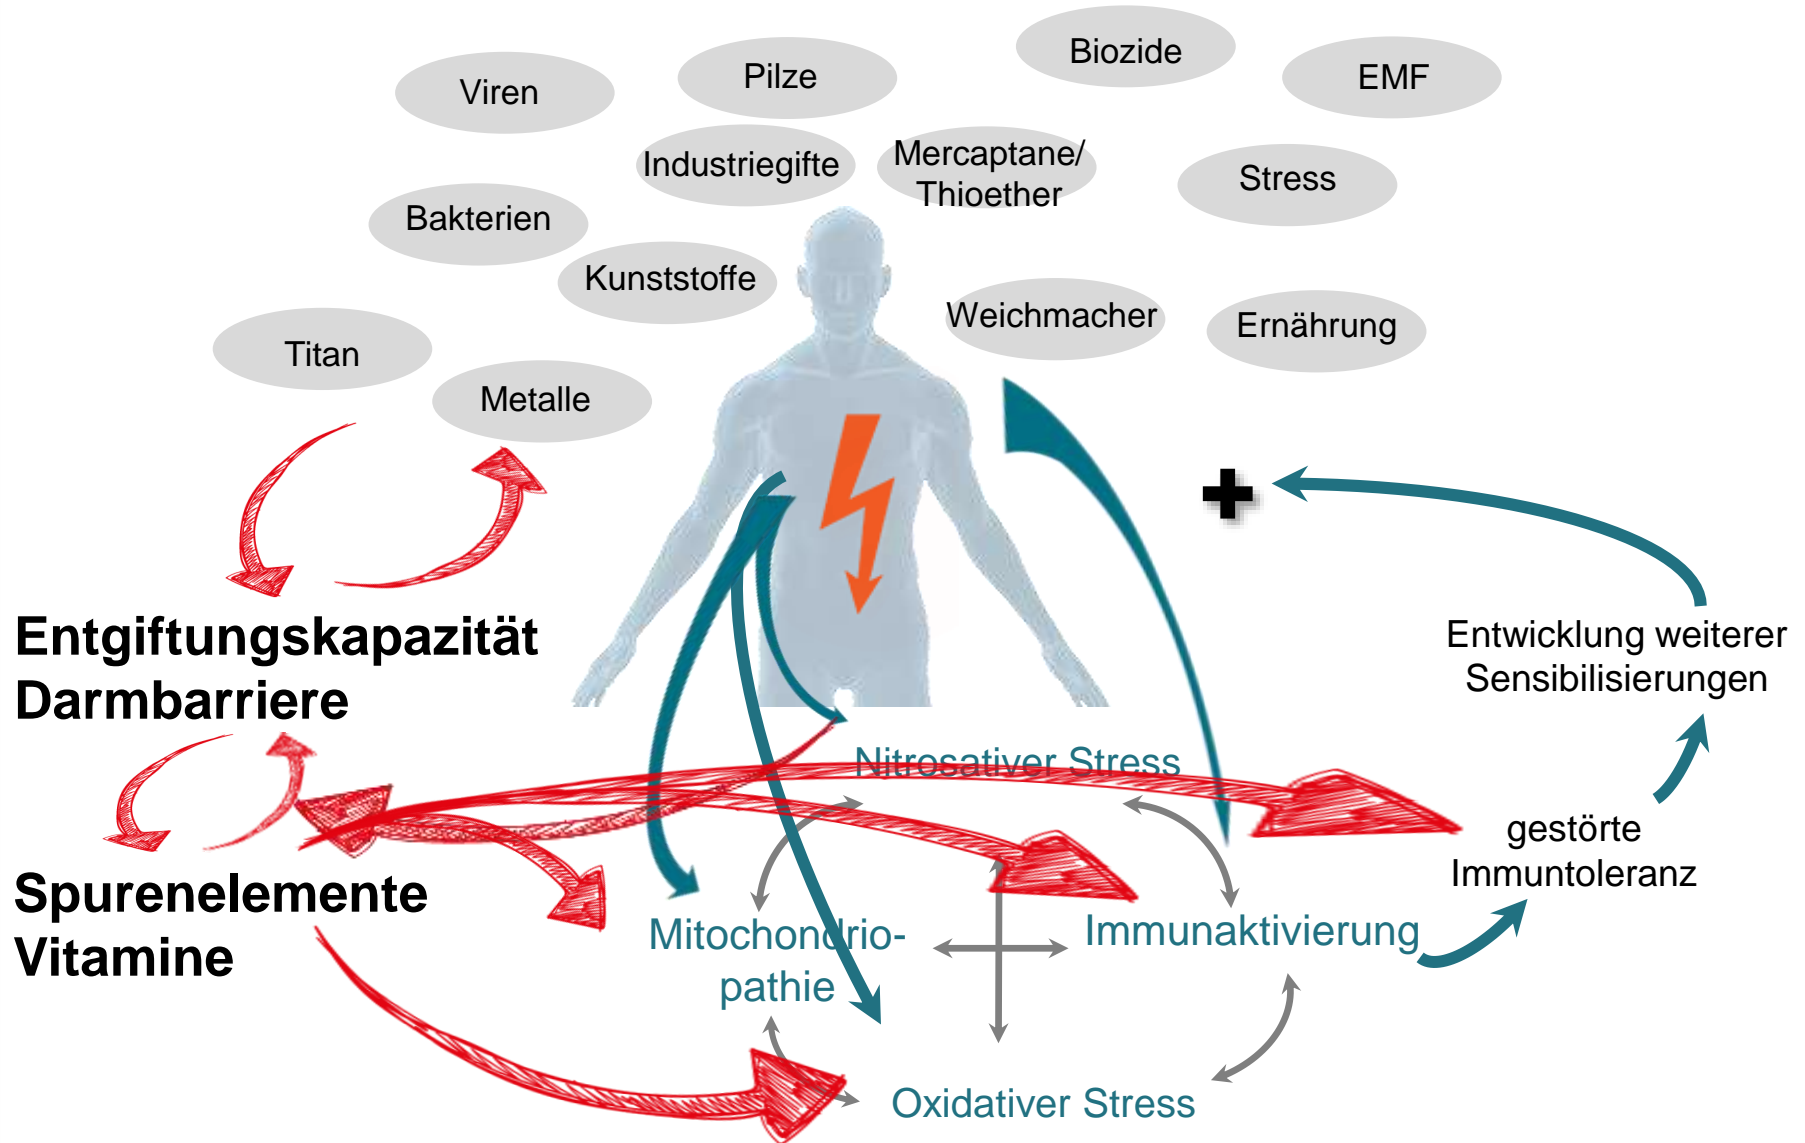 Viren
Pilze
Biozide
EMF
Industriegifte
Mercaptane/
Thioether
Stress
Bakterien
Kunststoffe
Weichmacher
Ernährung
Titan
Metalle
Entgiftungskapazität
Darmbarriere
Entwicklung weiterer
Sensibilisierungen
Nitrosativer Stress
gestörte
Immuntoleranz
Spurenelemente
Vitamine
Mitochondrio-
pathie
Immunaktivierung
Oxidativer Stress